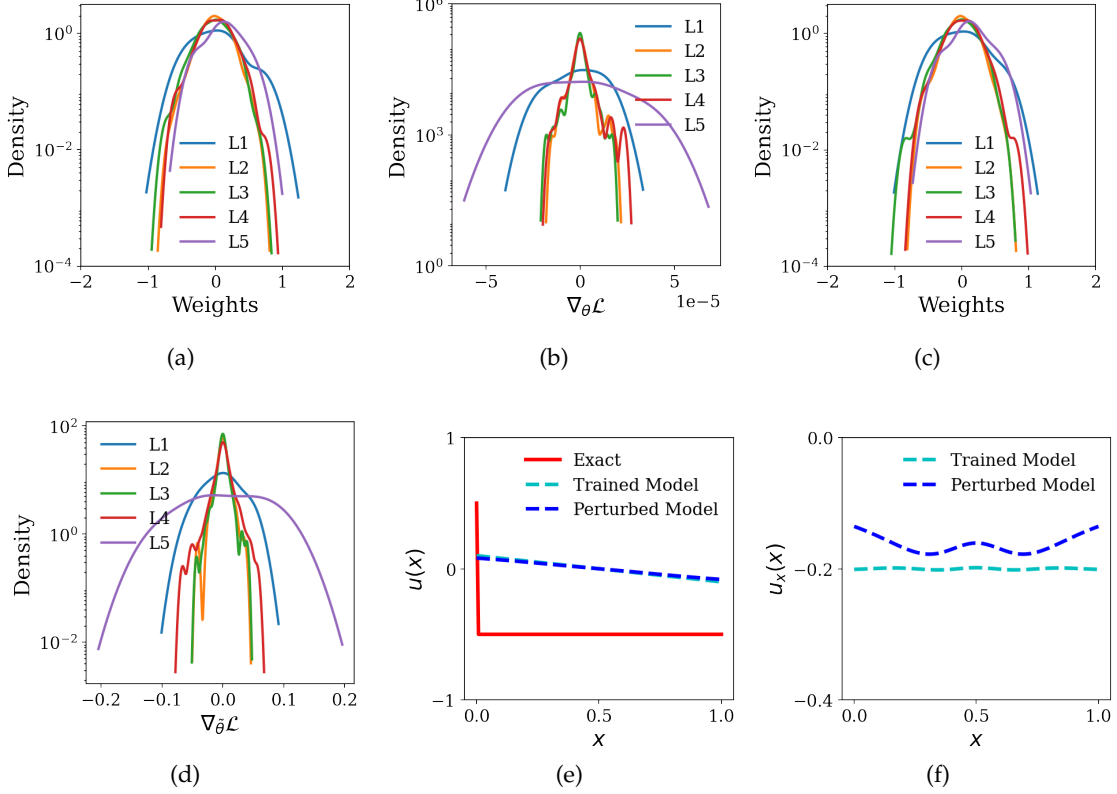 10^0
10^-2
10^-4
Density
L1
L2
L3
L4
L5
−2
−1
0
1
2
Weights
(a)
10^6
10^3
10^0
Density
L1
L2
L3
L4
L5
−5
0
5
1e−5
∇_θ ℒ
(b)
10^0
10^-2
10^-4
Density
L1
L2
L3
L4
L5
−2
−1
0
1
2
Weights
(c)
10^2
10^0
10^-2
Density
L1
L2
L3
L4
L5
−0.2
−0.1
0.0
0.1
0.2
∇_θ̃ ℒ
(d)
1
0
−1
u(x)
Exact
Trained Model
Perturbed Model
0.0
0.5
1.0
x
(e)
−0.0
−0.2
−0.4
u_x(x)
Trained Model
Perturbed Model
0.0
0.5
1.0
x
(f)